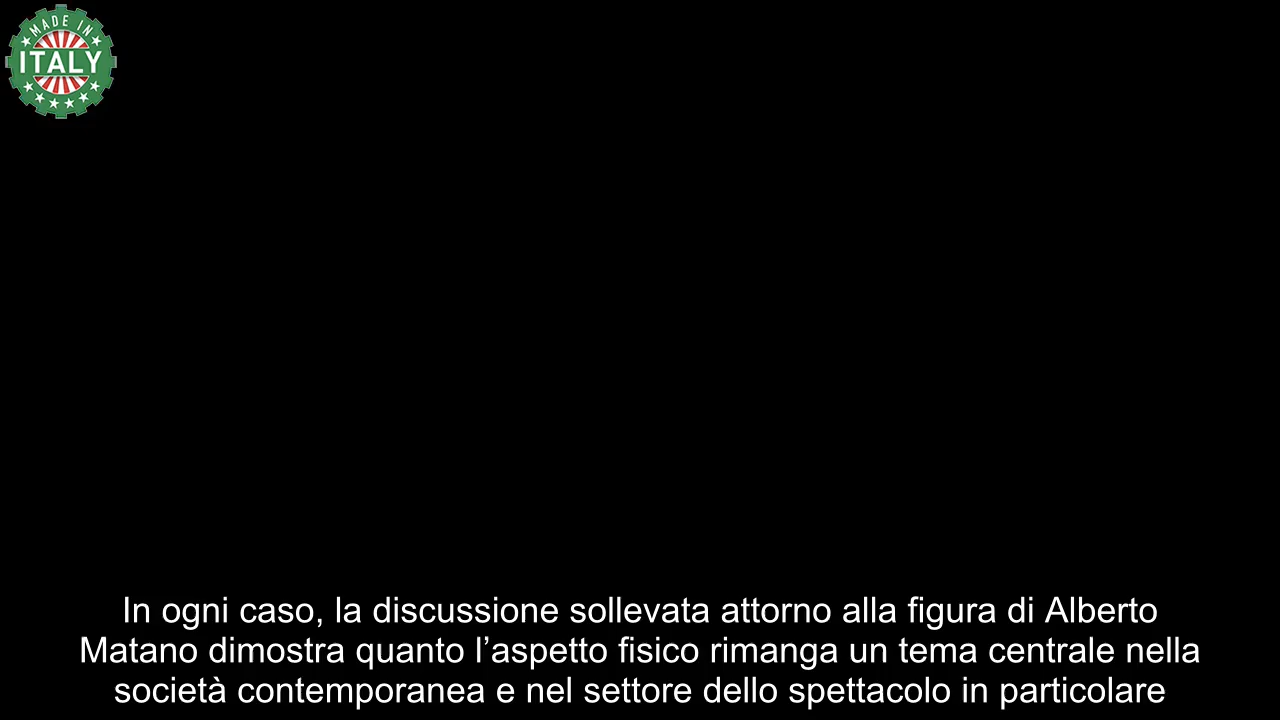 MADE IN
ITALY
In ogni caso, la discussione sollevata attorno alla figura di Alberto
Matano dimostra quanto l’aspetto fisico rimanga un tema centrale nella
società contemporanea e nel settore dello spettacolo in particolare